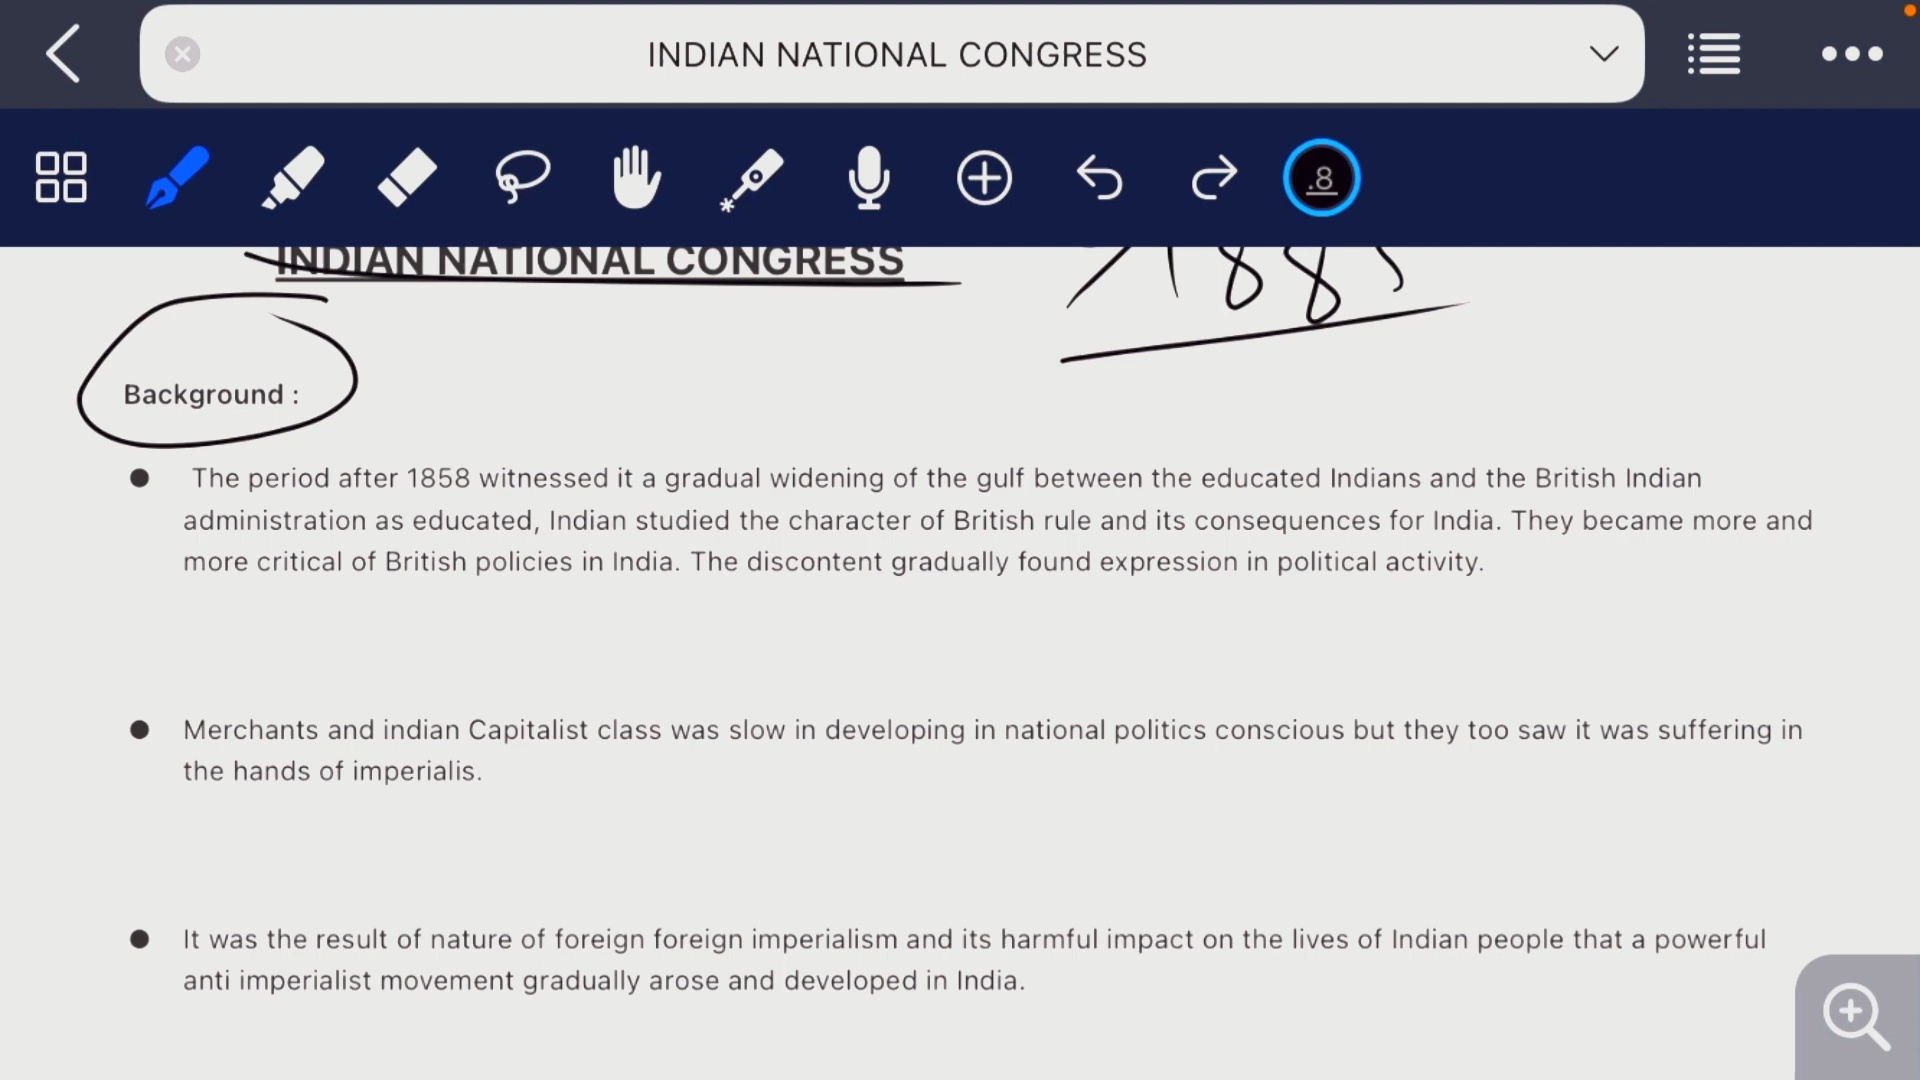 INDIAN NATIONAL CONGRESS
.8
INDIAN NATIONAL CONGRESS
1885
Background :
The period after 1858 witnessed it a gradual widening of the gulf between the educated Indians and the British Indian
administration as educated, Indian studied the character of British rule and its consequences for India. They became more and
more critical of British policies in India. The discontent gradually found expression in political activity.
Merchants and indian Capitalist class was slow in developing in national politics conscious but they too saw it was suffering in
the hands of imperialis.
It was the result of nature of foreign foreign imperialism and its harmful impact on the lives of Indian people that a powerful
anti imperialist movement gradually arose and developed in India.